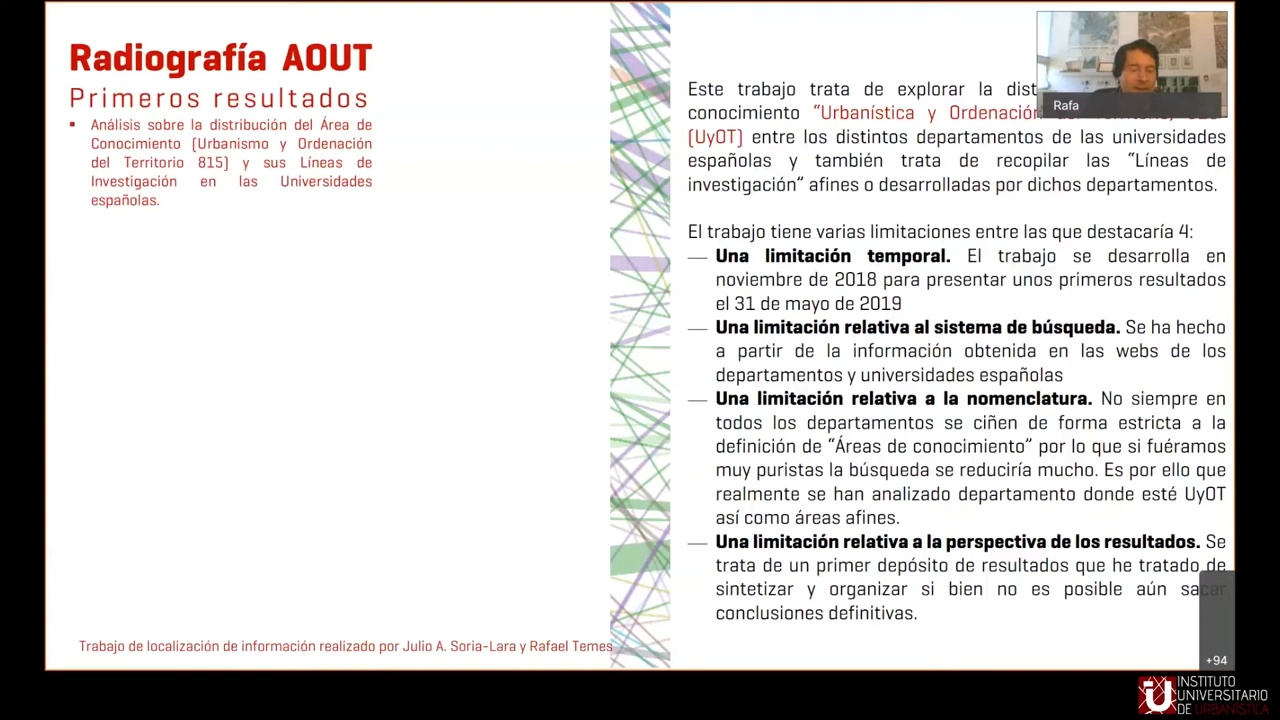 Radiografía AOUT
Primeros resultados
▪ Análisis sobre la distribución del Área de
Conocimiento (Urbanismo y Ordenación
del Territorio 815) y sus Líneas de
Investigación en las Universidades
españolas.
Trabajo de localización de información realizado por Julio A. Soria-Lara y Rafael Temes
Rafa
Este trabajo trata de explorar la
conocimiento “Urbanística y Ordenación
(UyOT) entre los distintos departamentos de las universidades
españolas y también trata de recopilar las “Líneas de
investigación” afines o desarrolladas por dichos departamentos.
El trabajo tiene varias limitaciones entre las que destacaría 4:
— Una limitación temporal. El trabajo se desarrolla en
noviembre de 2018 para presentar unos primeros resultados
el 31 de mayo de 2019
— Una limitación relativa al sistema de búsqueda. Se ha hecho
a partir de la información obtenida en las webs de los
departamentos y universidades españolas
— Una limitación relativa a la nomenclatura. No siempre en
todos los departamentos se ciñen de forma estricta a la
definición de “Áreas de conocimiento” por lo que si fuéramos
muy puristas la búsqueda se reduciría mucho. Es por ello que
realmente se han analizado departamento donde esté UyOT
así como áreas afines.
— Una limitación relativa a la perspectiva de los resultados. Se
trata de un primer depósito de resultados que he tratado de
sintetizar y organizar si bien no es posible aún sacar
conclusiones definitivas.
+94
INSTITUTO
UNIVERSITARIO
DE URBANÍSTICA